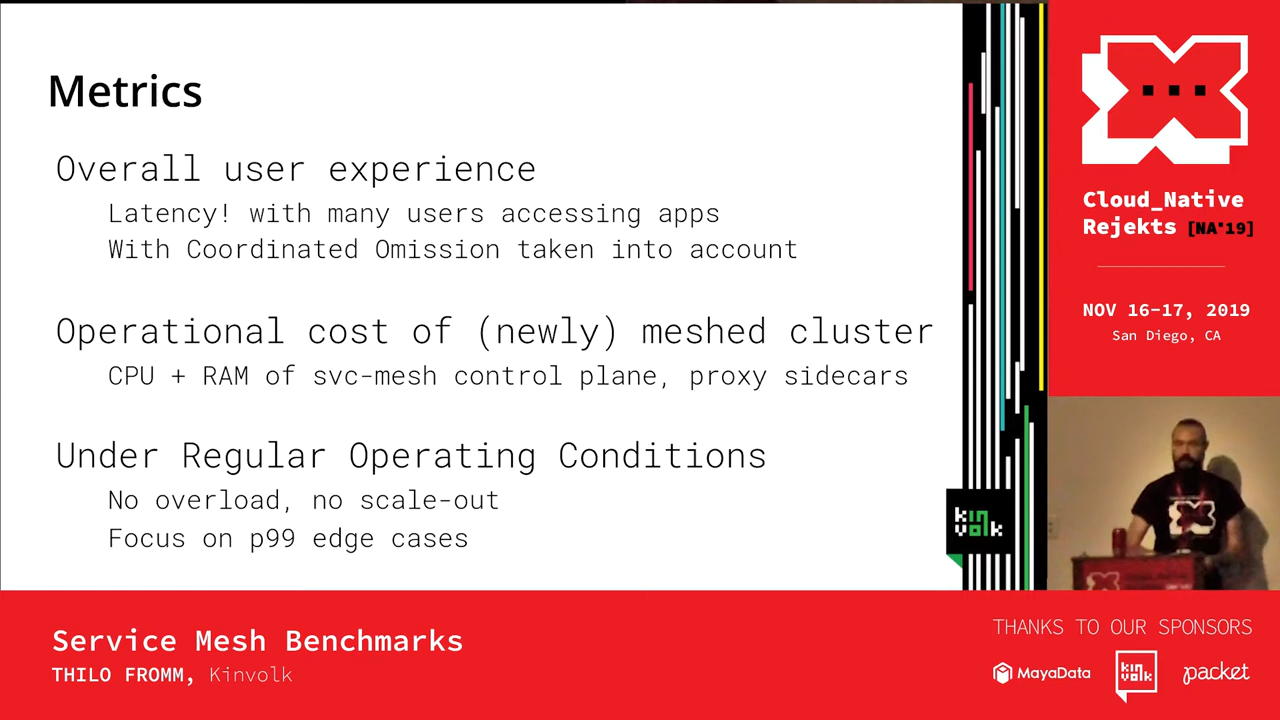 Metrics
Overall user experience
Latency! with many users accessing apps
With Coordinated Omission taken into account
Operational cost of (newly) meshed cluster
CPU + RAM of svc-mesh control plane, proxy sidecars
Under Regular Operating Conditions
No overload, no scale-out
Focus on p99 edge cases
kinvolk
Cloud_Native
Rejekts [NA'19]
NOV 16-17, 2019
San Diego, CA
Service Mesh Benchmarks
THILO FROMM, Kinvolk
THANKS TO OUR SPONSORS
MayaData kinvolk packet